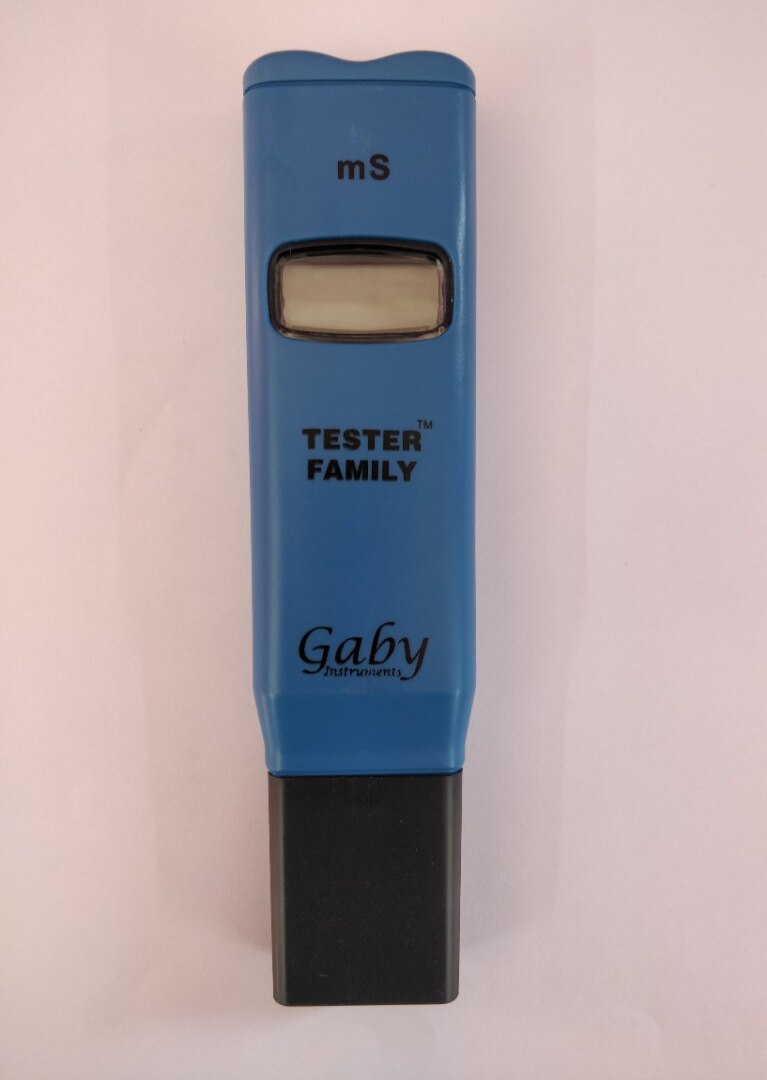 mS
TESTER™
FAMILY
Gaby
Instruments